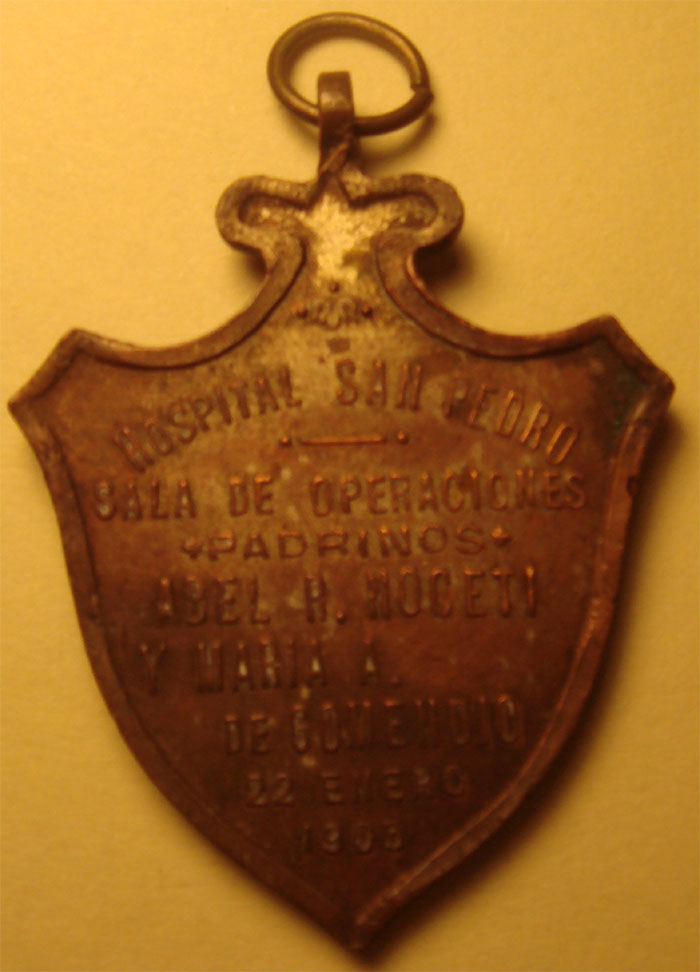 HOSPITAL SAN PEDRO
SALA DE OPERACIONES
PADRINOS
ABEL R. MOCETI
Y MARIA A.
DE GOMENDIO
22 ENERO